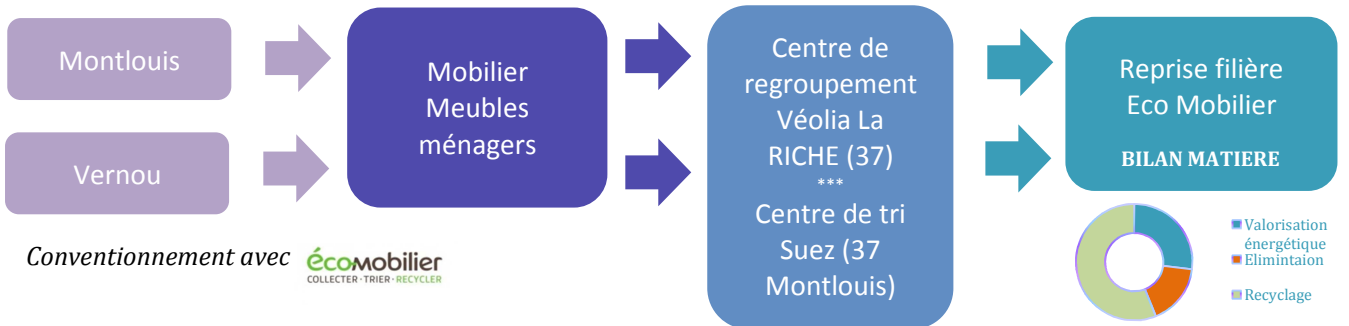 Montlouis
Vernou
Conventionnement avec
écomobilier
COLLECTER·TRIER·RECYCLER
Mobilier
Meubles
ménagers
Centre de
regroupement
Véolia La
RICHE (37)
***
Centre de tri
Suez (37
Montlouis)
Reprise filière
Eco Mobilier
BILAN MATIERE
Valorisation
énergétique
Elimintaion
Recyclage